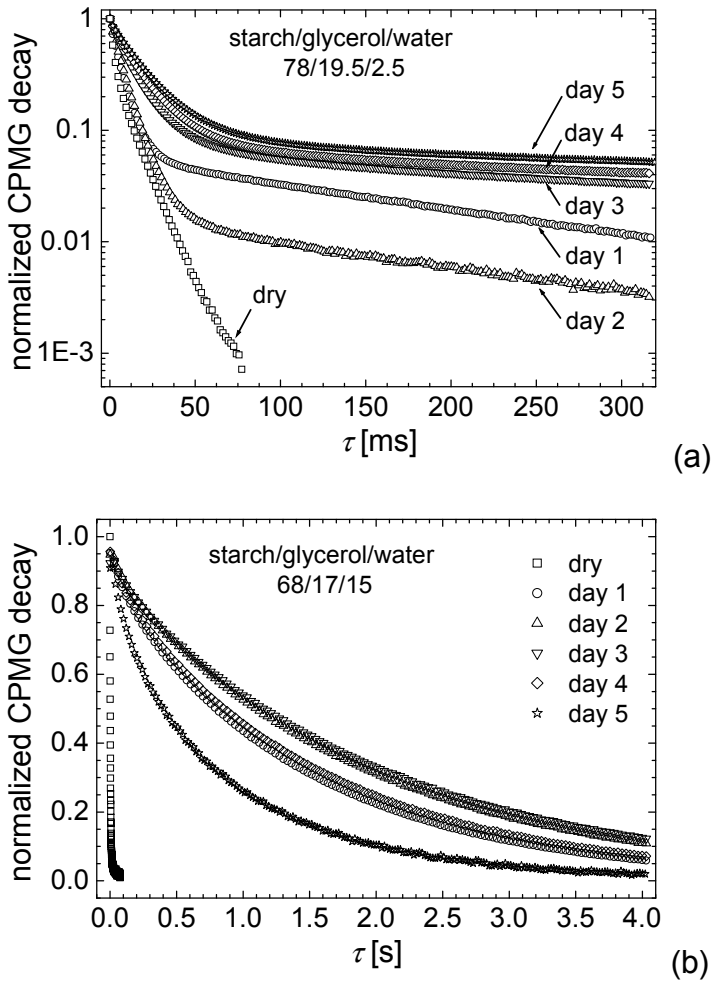 normalized CPMG decay
1
0.1
0.01
1E-3
starch/glycerol/water
78/19.5/2.5
day 5
day 4
day 3
day 1
day 2
dry
0 50 100 150 200 250 300
τ [ms]
(a)
normalized CPMG decay
1.0
0.8
0.6
0.4
0.2
0.0
starch/glycerol/water
68/17/15
dry
day 1
day 2
day 3
day 4
day 5
0.0 0.5 1.0 1.5 2.0 2.5 3.0 3.5 4.0
τ [s]
(b)